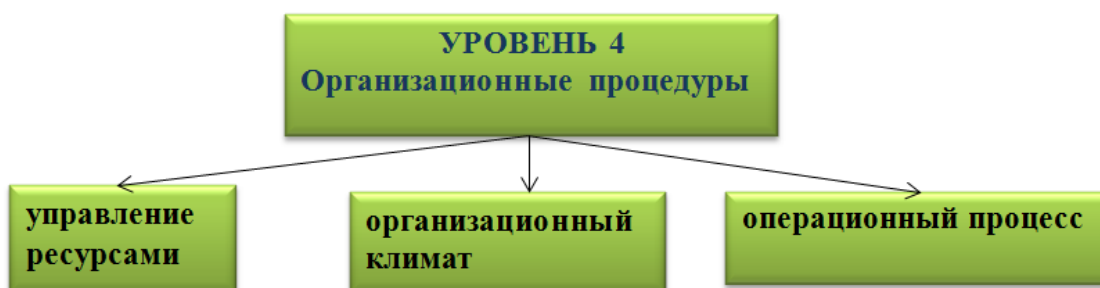 УРОВЕНЬ 4
Организационные процедуры
управление
ресурсами
организационный
климат
операционный процесс